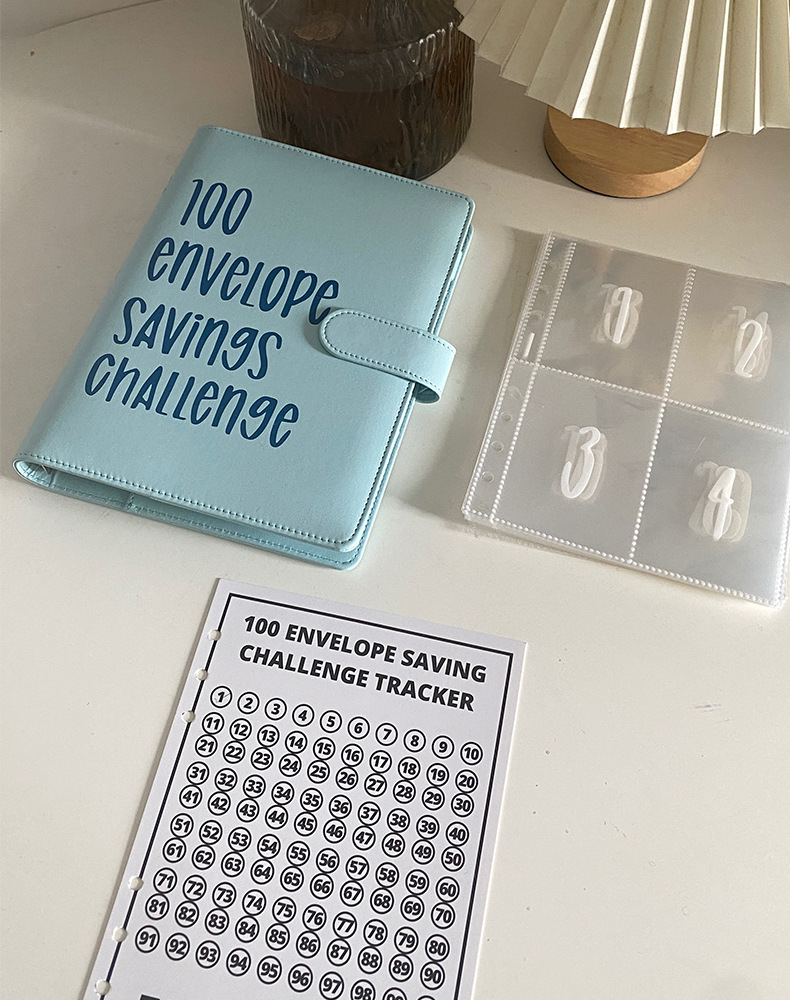 100
envelope
savings
challenge
1
2
3
4
100 ENVELOPE SAVING
CHALLENGE TRACKER
1 2 3 4 5 6 7 8 9 10
11 12 13 14 15 16 17 18 19 20
21 22 23 24 25 26 27 28 29 30
31 32 33 34 35 36 37 38 39 40
41 42 43 44 45 46 47 48 49 50
51 52 53 54 55 56 57 58 59 60
61 62 63 64 65 66 67 68 69 70
71 72 73 74 75 76 77 78 79 80
81 82 83 84 85 86 87 88 89 90
91 92 93 94 95 96 97 98 99